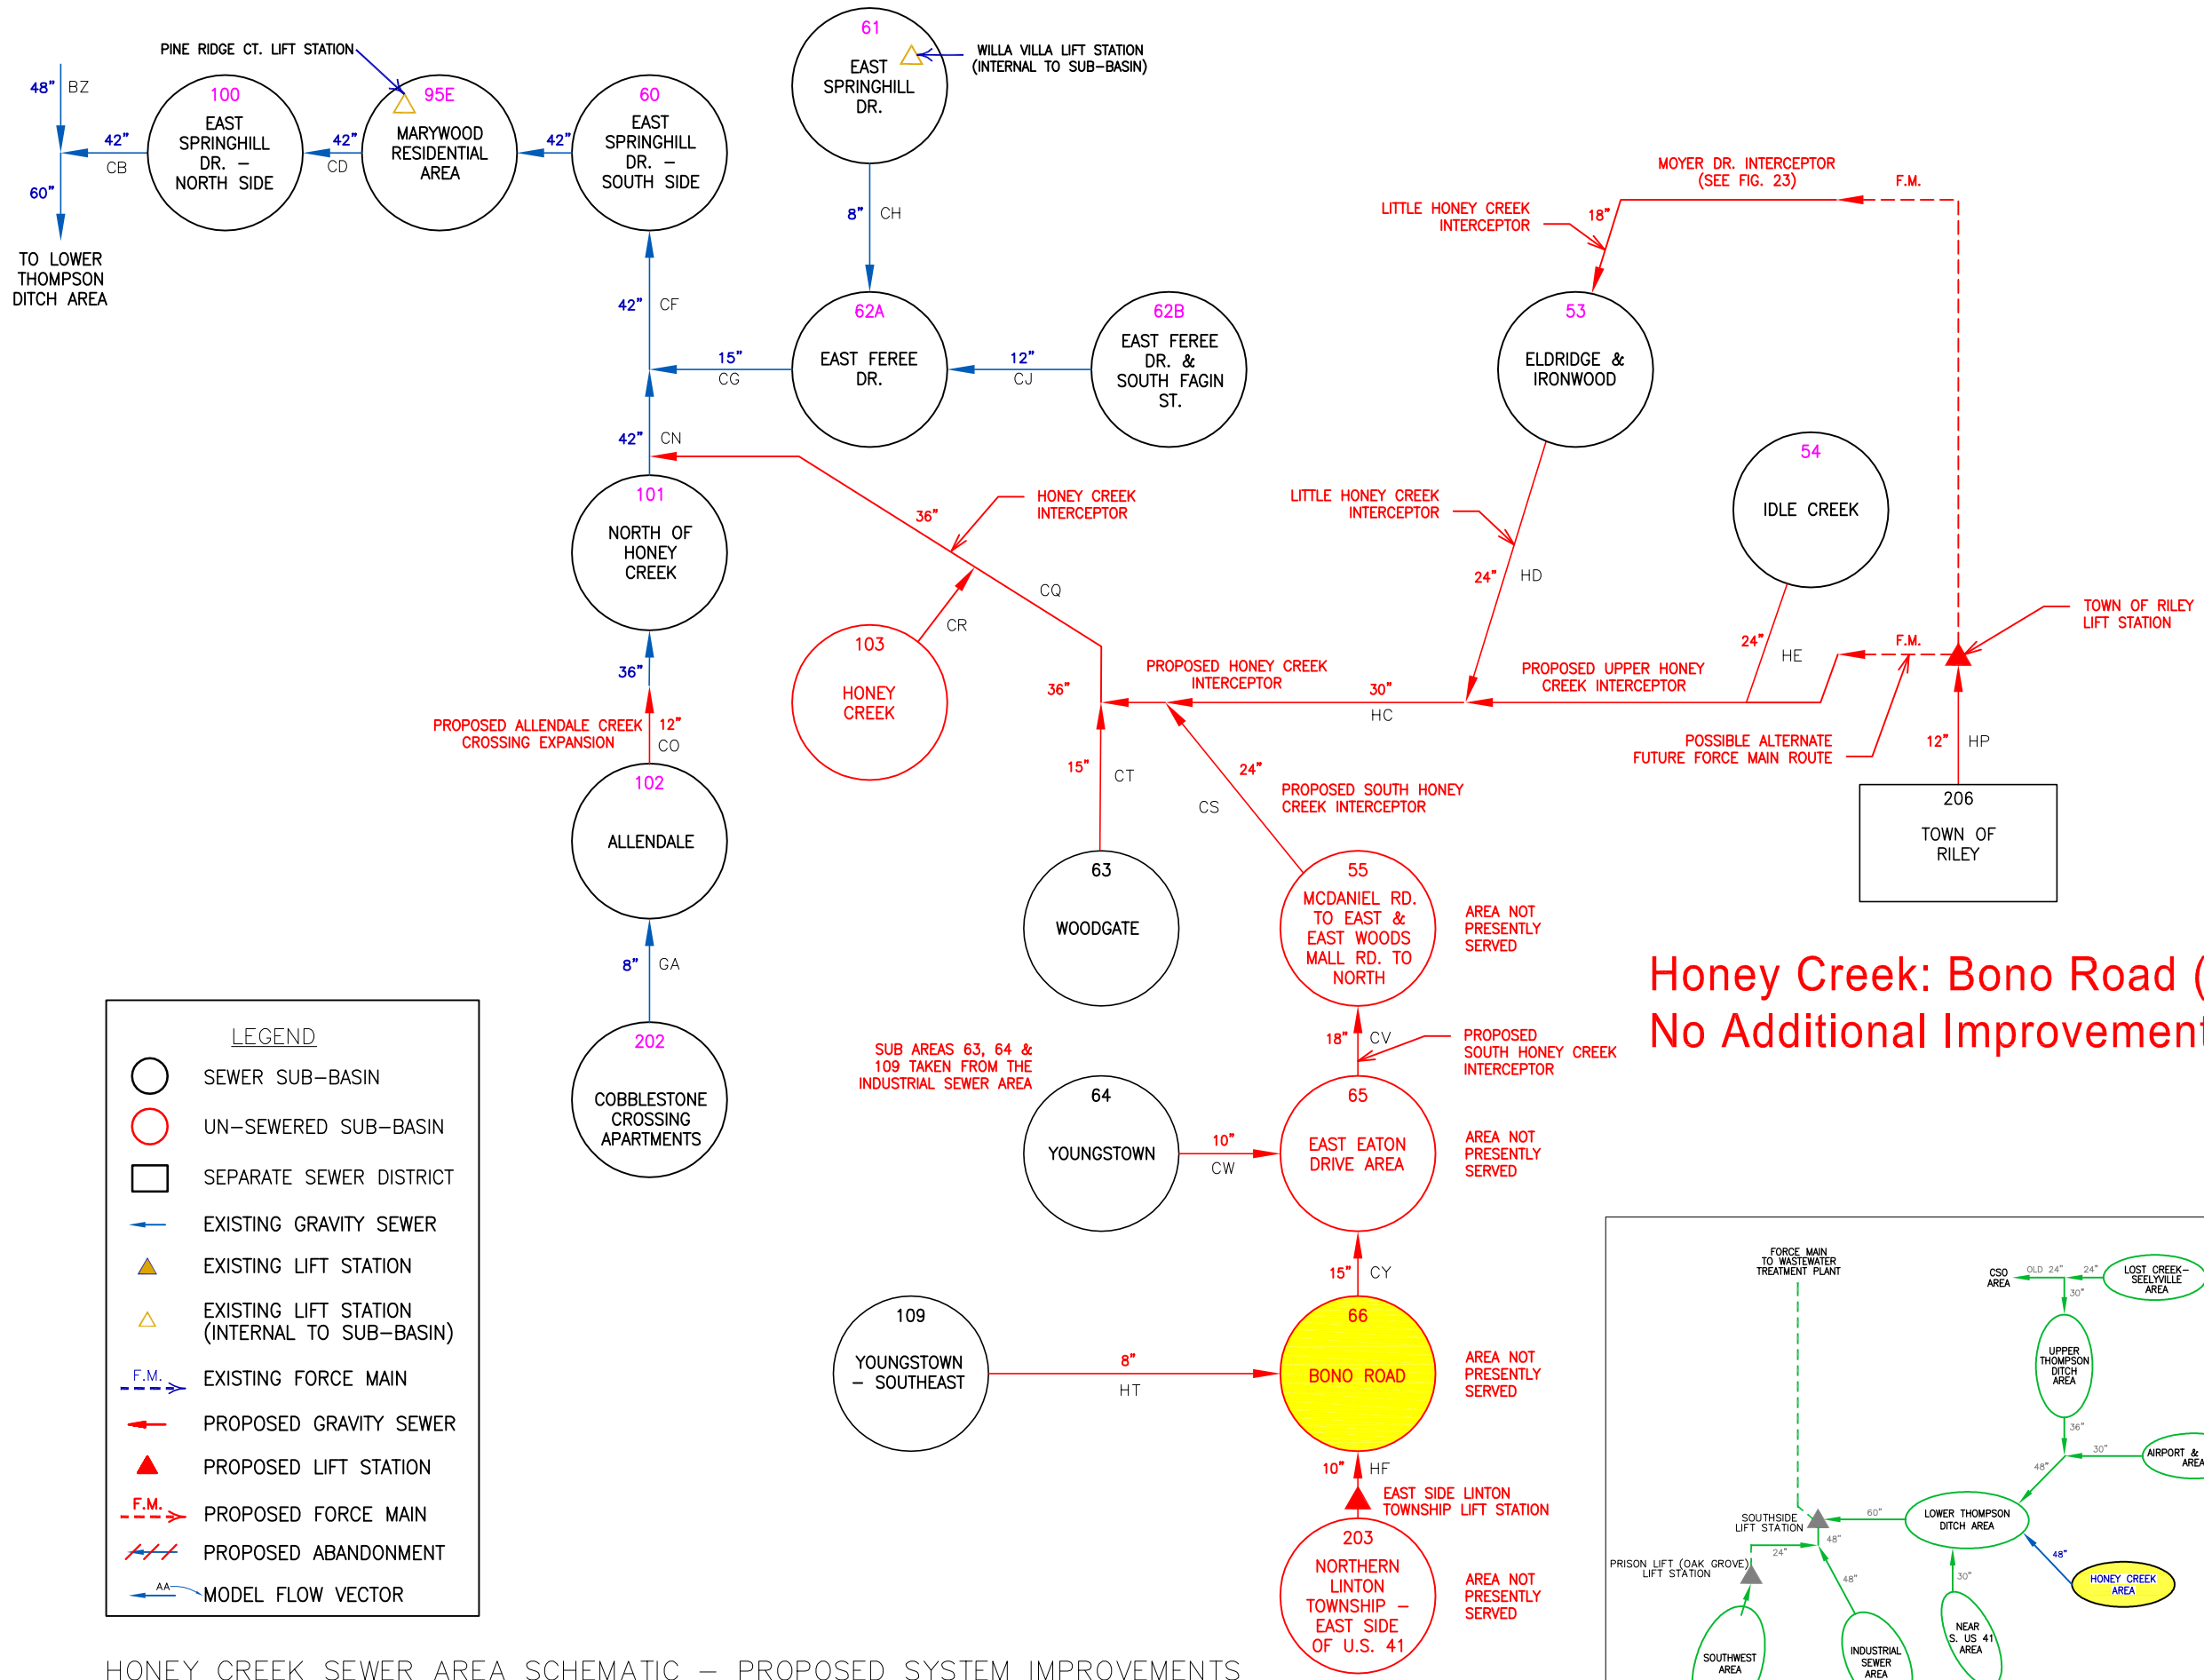 PINE RIDGE CT. LIFT STATION
48" BZ
42"
CB
60"
TO LOWER
THOMPSON
DITCH AREA
100
EAST
SPRINGHILL
DR. –
NORTH SIDE
42"
CD
95E
MARYWOOD
RESIDENTIAL
AREA
42"
60
EAST
SPRINGHILL
DR. –
SOUTH SIDE
61
EAST
SPRINGHILL
DR.
WILLA VILLA LIFT STATION
(INTERNAL TO SUB-BASIN)
8" CH
42" CF
15"
CG
62A
EAST FEREE
DR.
12"
CJ
62B
EAST FEREE
DR. &
SOUTH FAGIN
ST.
42" CN
101
NORTH OF
HONEY
CREEK
36"
PROPOSED ALLENDALE CREEK
CROSSING EXPANSION
12"
CO
102
ALLENDALE
8" GA
202
COBBLESTONE
CROSSING
APARTMENTS
MOYER DR. INTERCEPTOR
(SEE FIG. 23)
F.M.
LITTLE HONEY CREEK
INTERCEPTOR
18"
53
ELDRIDGE &
IRONWOOD
54
IDLE CREEK
LITTLE HONEY CREEK
INTERCEPTOR
24" HD
HONEY CREEK
INTERCEPTOR
36"
CQ
CR
103
HONEY
CREEK
36"
PROPOSED HONEY CREEK
INTERCEPTOR
30"
HC
PROPOSED UPPER HONEY
CREEK INTERCEPTOR
24"
HE
F.M.
TOWN OF RILEY
LIFT STATION
POSSIBLE ALTERNATE
FUTURE FORCE MAIN ROUTE
12" HP
206
TOWN OF
RILEY
15" CT
24"
CS
PROPOSED SOUTH HONEY
CREEK INTERCEPTOR
63
WOODGATE
55
MCDANIEL RD.
TO EAST &
EAST WOODS
MALL RD. TO
NORTH
AREA NOT
PRESENTLY
SERVED
Honey Creek: Bono Road (
No Additional Improvement
18" CV
PROPOSED
SOUTH HONEY CREEK
INTERCEPTOR
SUB AREAS 63, 64 &
109 TAKEN FROM THE
INDUSTRIAL SEWER AREA
64
YOUNGSTOWN
10"
CW
65
EAST EATON
DRIVE AREA
AREA NOT
PRESENTLY
SERVED
15" CY
109
YOUNGSTOWN
– SOUTHEAST
8"
HT
66
BONO ROAD
AREA NOT
PRESENTLY
SERVED
10" HF
EAST SIDE LINTON
TOWNSHIP LIFT STATION
203
NORTHERN
LINTON
TOWNSHIP –
EAST SIDE
OF U.S. 41
AREA NOT
PRESENTLY
SERVED
LEGEND
SEWER SUB-BASIN
UN-SEWERED SUB-BASIN
SEPARATE SEWER DISTRICT
EXISTING GRAVITY SEWER
EXISTING LIFT STATION
EXISTING LIFT STATION
(INTERNAL TO SUB-BASIN)
F.M. EXISTING FORCE MAIN
PROPOSED GRAVITY SEWER
PROPOSED LIFT STATION
F.M. PROPOSED FORCE MAIN
PROPOSED ABANDONMENT
AA MODEL FLOW VECTOR
FORCE MAIN
TO WASTEWATER
TREATMENT PLANT
CSO
AREA
OLD 24"
24"
LOST CREEK-
SEELYVILLE
AREA
30"
UPPER
THOMPSON
DITCH
AREA
36"
30"
AIRPORT &
AREA
48"
LOWER THOMPSON
DITCH AREA
60"
SOUTHSIDE
LIFT STATION
48"
24"
PRISON LIFT (OAK GROVE)
LIFT STATION
48"
30"
48"
HONEY CREEK
AREA
SOUTHWEST
AREA
INDUSTRIAL
SEWER
AREA
NEAR
S. US 41
AREA
HONEY CREEK SEWER AREA SCHEMATIC – PROPOSED SYSTEM IMPROVEMENTS